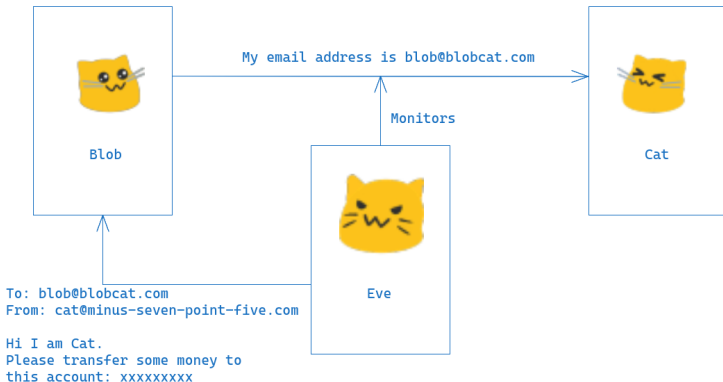 My email address is blob@blobcat.com
Monitors
Blob
Cat
Eve
To: blob@blobcat.com
From: cat@minus-seven-point-five.com
Hi I am Cat.
Please transfer some money to
this account: xxxxxxxxx